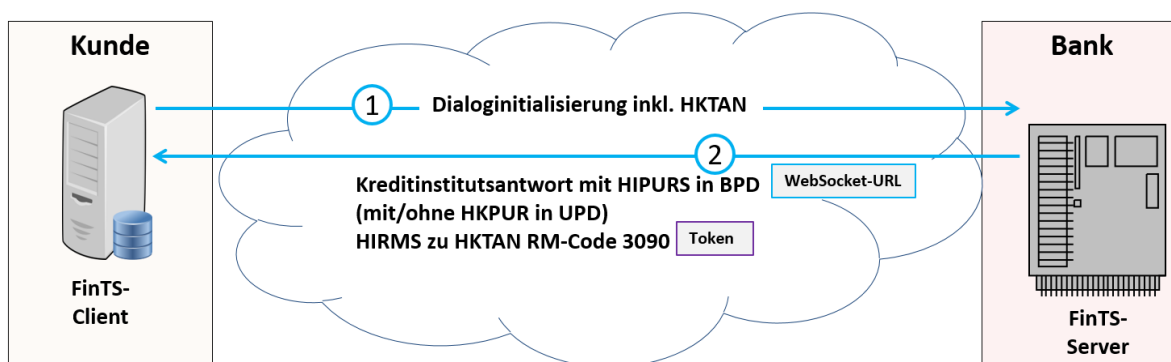 Kunde
Bank
1
Dialoginitialisierung inkl. HKTAN
2
Kreditinstitutsantwort mit HIPURS in BPD
WebSocket-URL
(mit/ohne HKPUR in UPD)
HIRMS zu HKTAN RM-Code 3090
Token
FinTS-
Client
FinTS-
Server